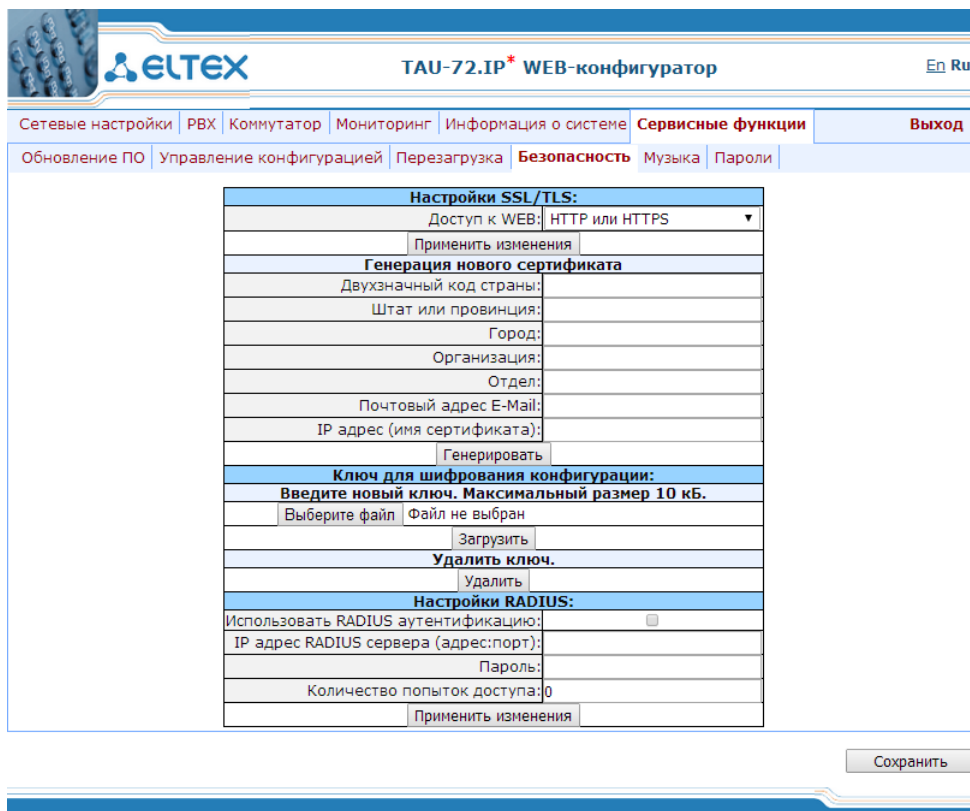 ELTEX
TAU-72.IP* WEB-конфигуратор
En Ru
Сетевые настройки PBX Коммутатор Мониторинг Информация о системе Сервисные функции Выход
Обновление ПО Управление конфигурацией Перезагрузка Безопасность Музыка Пароли
Настройки SSL/TLS:
Доступ к WEB: HTTP или HTTPS
Применить изменения
Генерация нового сертификата
Двухзначный код страны:
Штат или провинция:
Город:
Организация:
Отдел:
Почтовый адрес E-Mail:
IP адрес (имя сертификата):
Генерировать
Ключ для шифрования конфигурации:
Введите новый ключ. Максимальный размер 10 кБ.
Выберите файл Файл не выбран
Загрузить
Удалить ключ.
Удалить
Настройки RADIUS:
Использовать RADIUS аутентификацию:
IP адрес RADIUS сервера (адрес:порт):
Пароль:
Количество попыток доступа: 0
Применить изменения
Сохранить